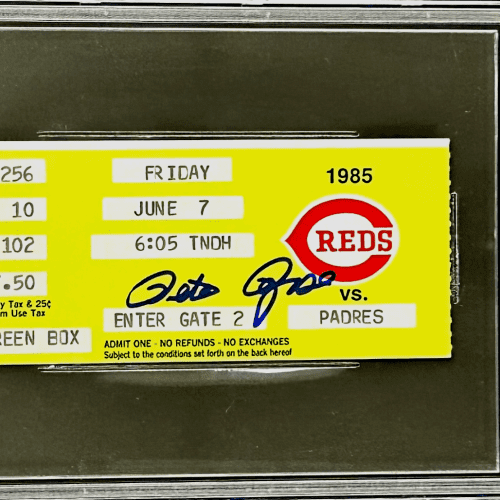 256 FRIDAY 1985
10 JUNE 7
102 6:05 TNDH REDS
.50 Pete Rose VS.
y Tax & 25¢
m Use Tax
ENTER GATE 2 PADRES
REEN BOX ADMIT ONE - NO REFUNDS - NO EXCHANGES
Subject to the conditions set forth on the back hereof